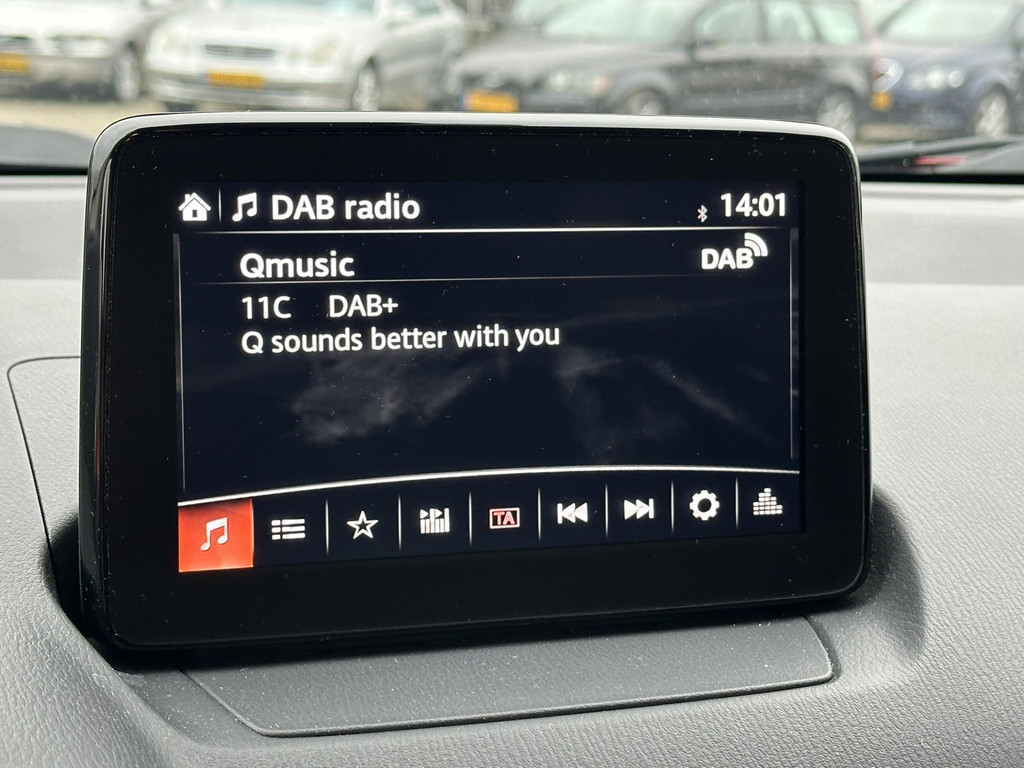 DAB radio 14:01
Qmusic DAB
11C DAB+
Q sounds better with you
TA